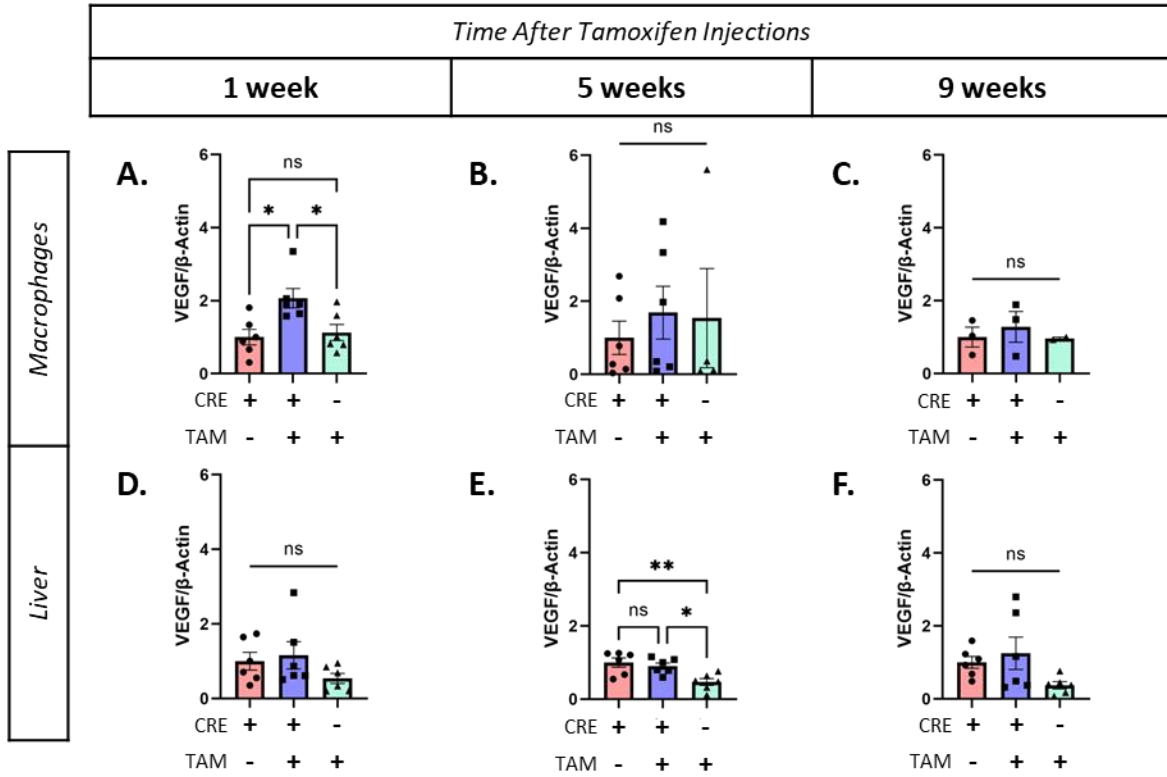 Time After Tamoxifen Injections
1 week 5 weeks 9 weeks
Macrophages
A.
VEGF/β-Actin
6
4
2
0
ns
* *
CRE + + -
TAM - + +
B.
VEGF/β-Actin
6
4
2
0
ns
CRE + + -
TAM - + +
C.
VEGF/β-Actin
6
4
2
0
ns
CRE + + -
TAM - + +
Liver
D.
VEGF/β-Actin
6
4
2
0
ns
CRE + + -
TAM - + +
E.
VEGF/β-Actin
6
4
2
0
**
ns *
CRE + + -
TAM - + +
F.
VEGF/β-Actin
6
4
2
0
ns
CRE + + -
TAM - + +